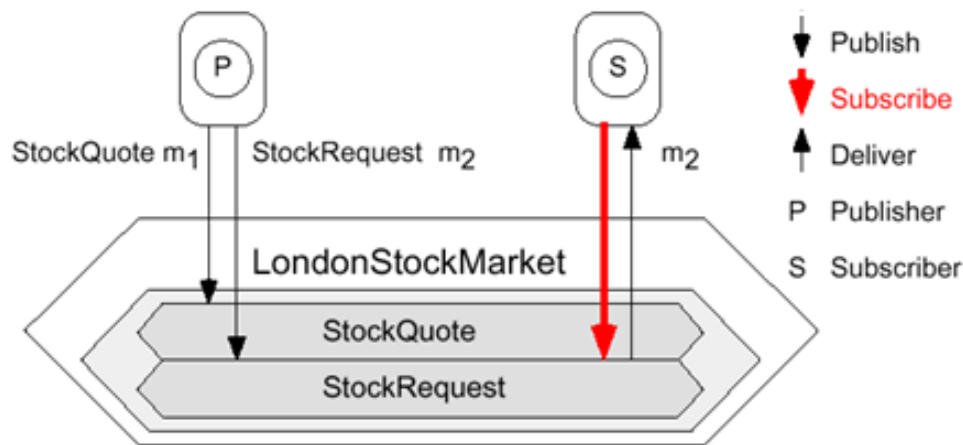 P
S
StockQuote m1
StockRequest m2
m2
LondonStockMarket
StockQuote
StockRequest
Publish
Subscribe
Deliver
P Publisher
S Subscriber